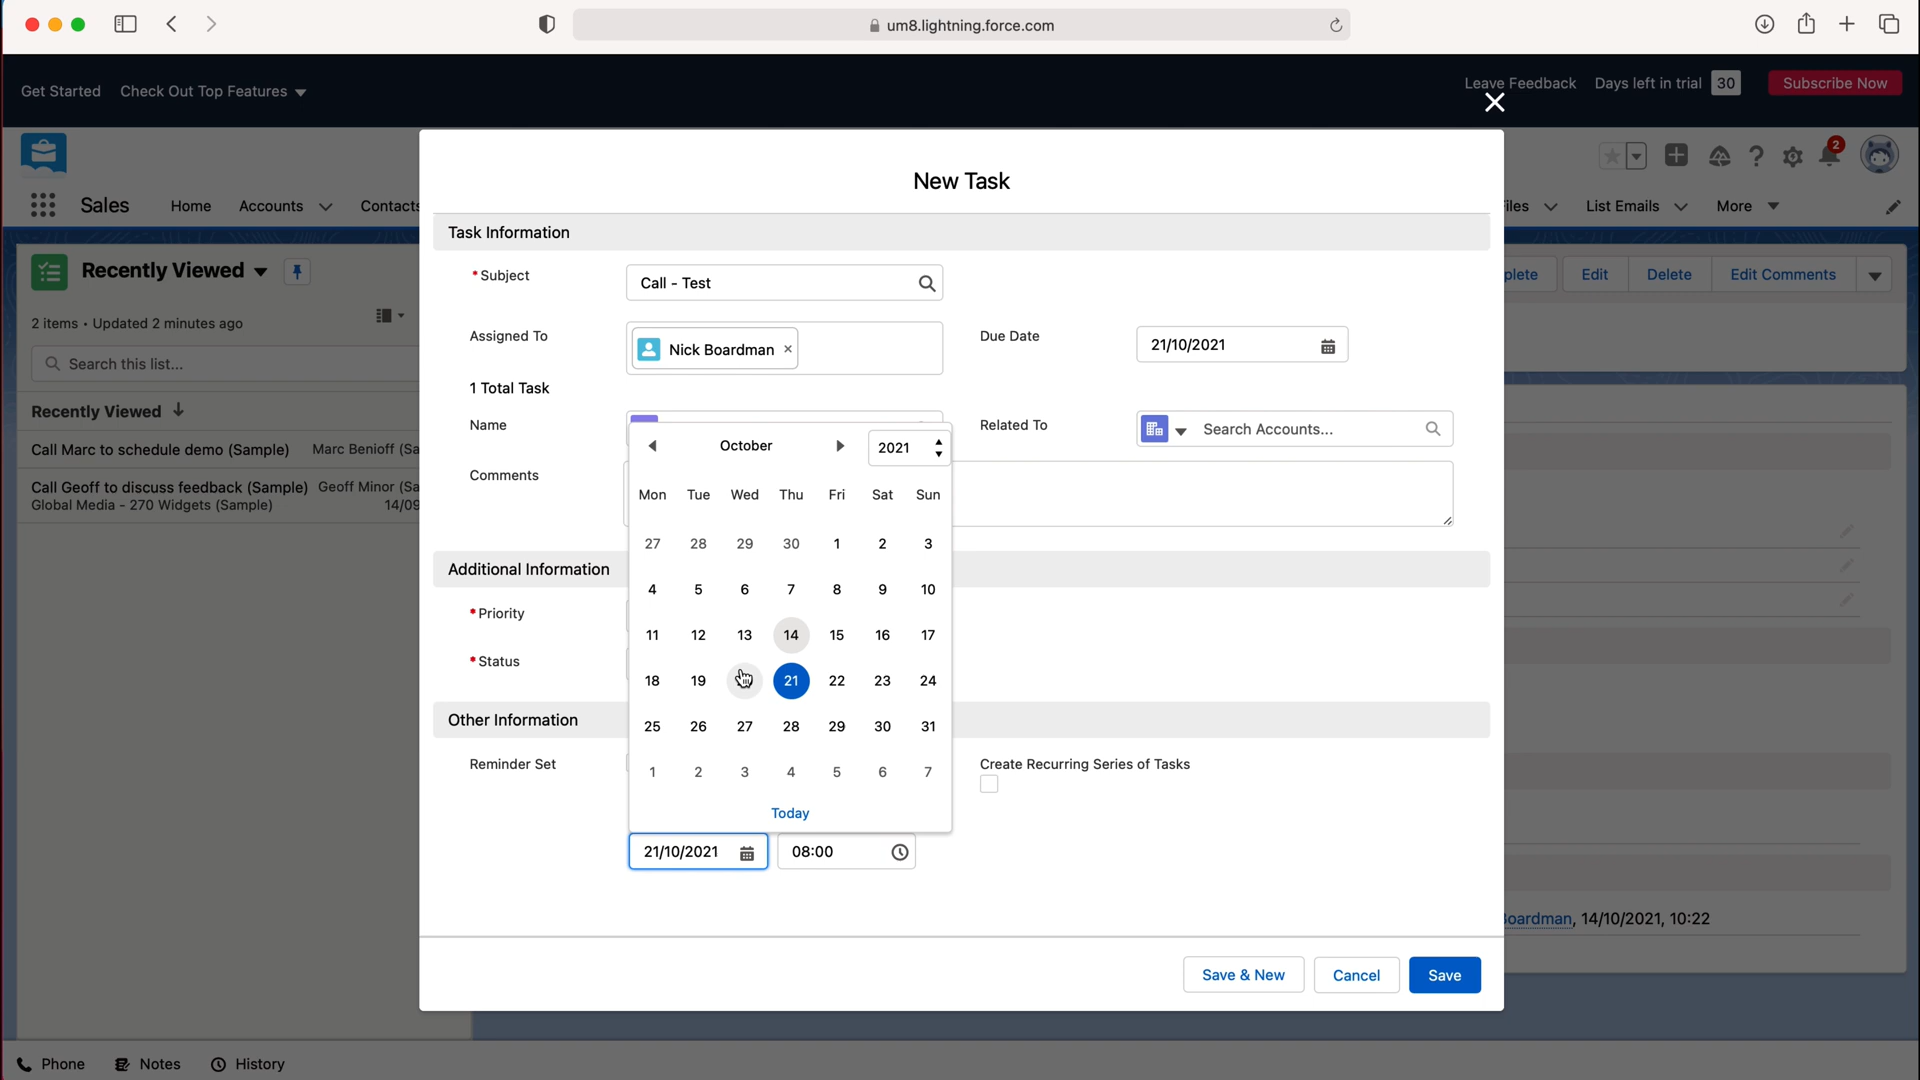 um8.lightning.force.com
Get Started Check Out Top Features
Leave Feedback Days left in trial 30 Subscribe Now
2
Sales Home Accounts Contacts
List Emails More
Recently Viewed
2 items • Updated 2 minutes ago
Search this list...
Recently Viewed
Call Marc to schedule demo (Sample) Marc Benioff (Sa
Call Geoff to discuss feedback (Sample) Geoff Minor (Sa
Global Media - 270 Widgets (Sample) 14/09
New Task
Task Information
*Subject Call - Test
Assigned To Nick Boardman × Due Date 21/10/2021
1 Total Task
Name Related To Search Accounts...
Comments
October 2021
Mon Tue Wed Thu Fri Sat Sun
27 28 29 30 1 2 3
4 5 6 7 8 9 10
11 12 13 14 15 16 17
18 19 21 22 23 24
25 26 27 28 29 30 31
1 2 3 4 5 6 7
Today
21/10/2021 08:00
Additional Information
*Priority
*Status
Other Information
Reminder Set Create Recurring Series of Tasks
Save & New Cancel Save
plete Edit Delete Edit Comments
oardman, 14/10/2021, 10:22
Phone Notes History